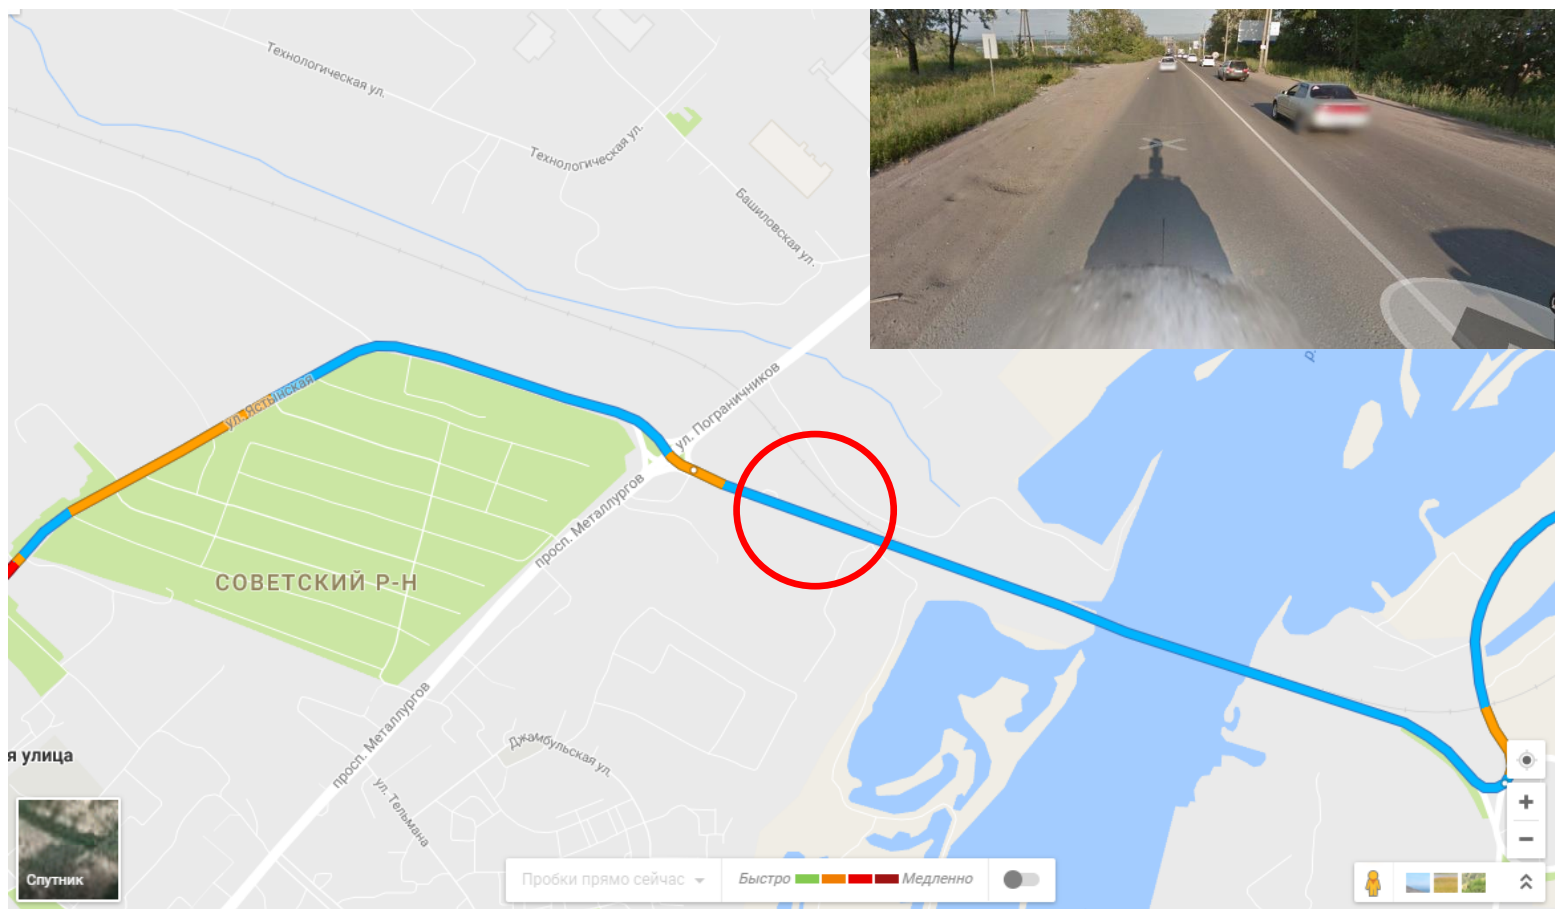 Технологическая ул.
Технологическая ул.
Башиловская ул.
р.
ул. Ястынская
ул. Пограничников
просп. Металлургов
СОВЕТСКИЙ Р-Н
просп. Металлургов
Джамбульская ул.
я улица
ул. Тельмана
Спутник
Пробки прямо сейчас
Быстро
Медленно
+
−